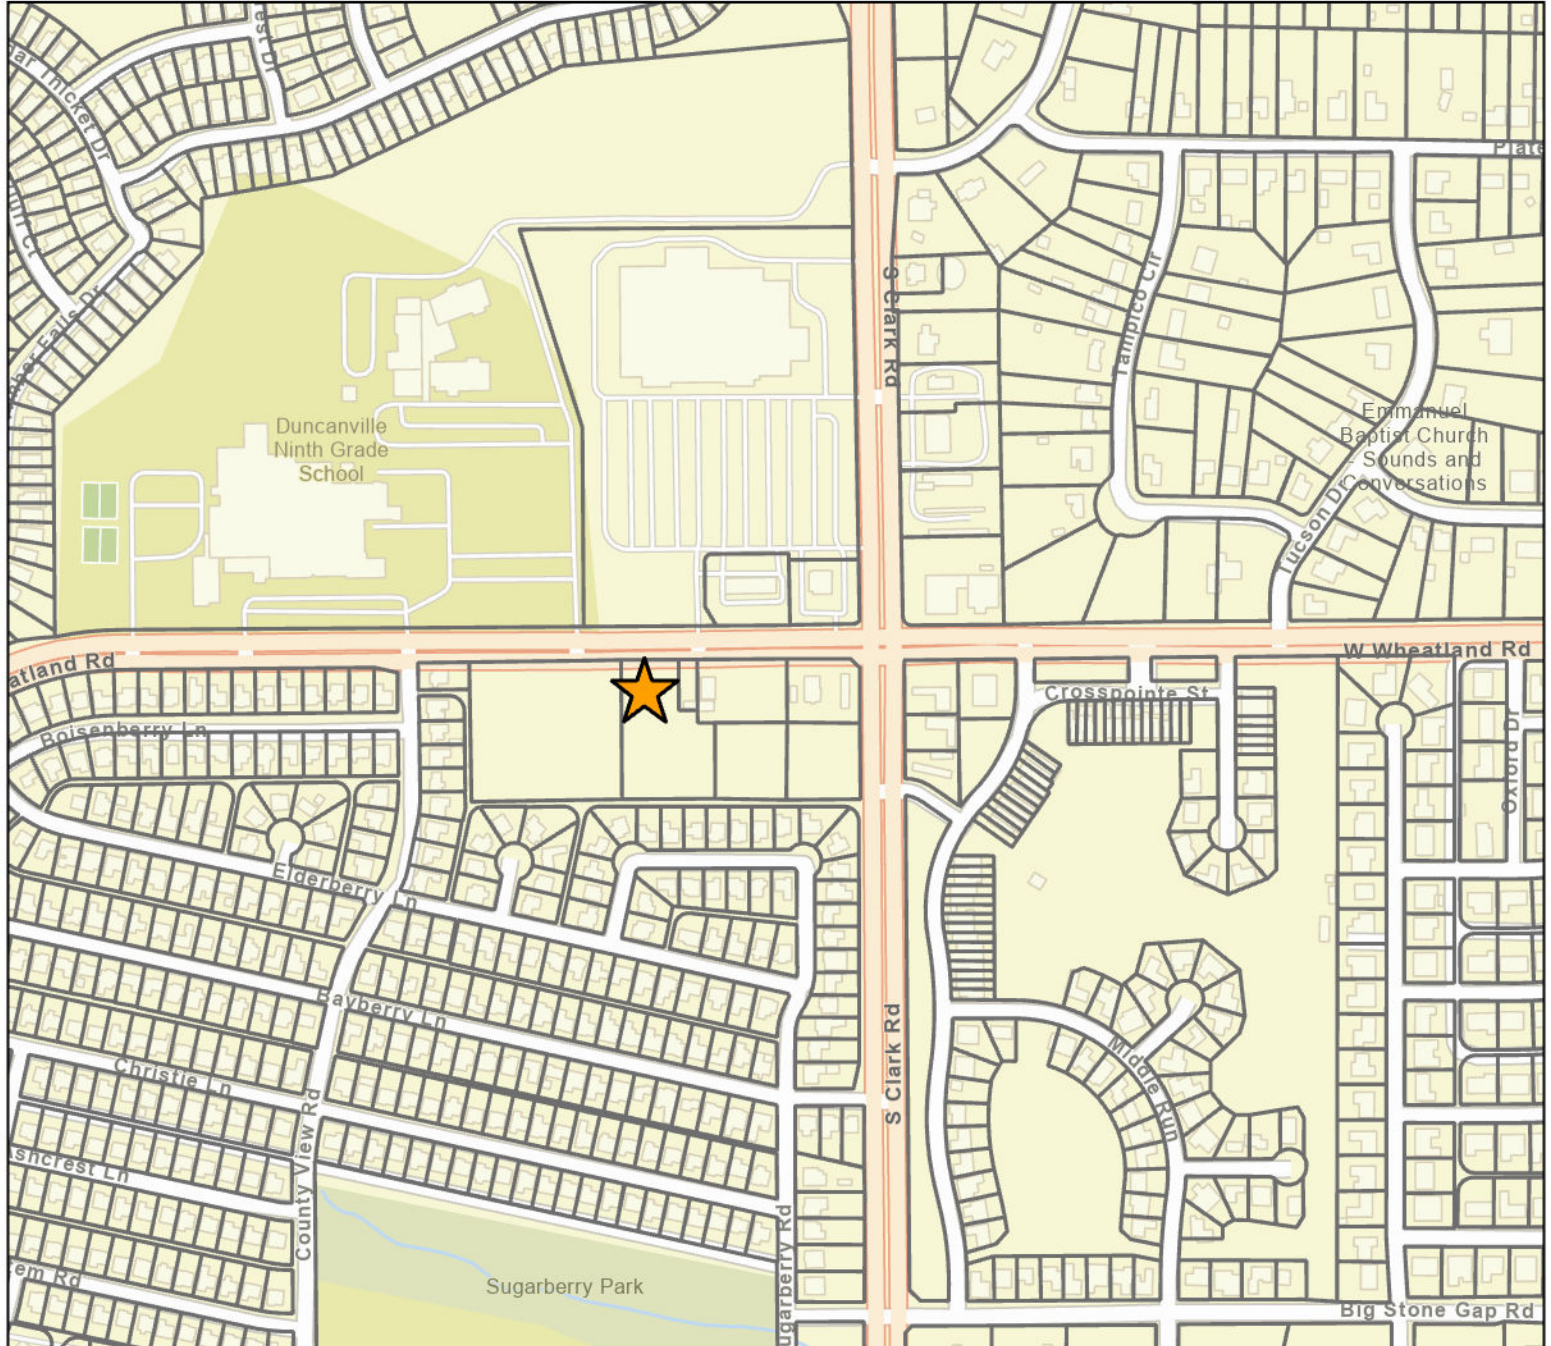 S Clark Rd
Tampico Cir
Duncanville
Ninth Grade
School
Emmanuel
Baptist Church
- Sounds and
Conversations
Tucson Dr
W Wheatland Rd
Crosspointe St
Boisenberry Ln
Oxford Dr
Elderberry Ln
Bayberry Ln
Christie Ln
County View Rd
S Clark Rd
Middle Run
Sugarberry Park
Big Stone Gap Rd